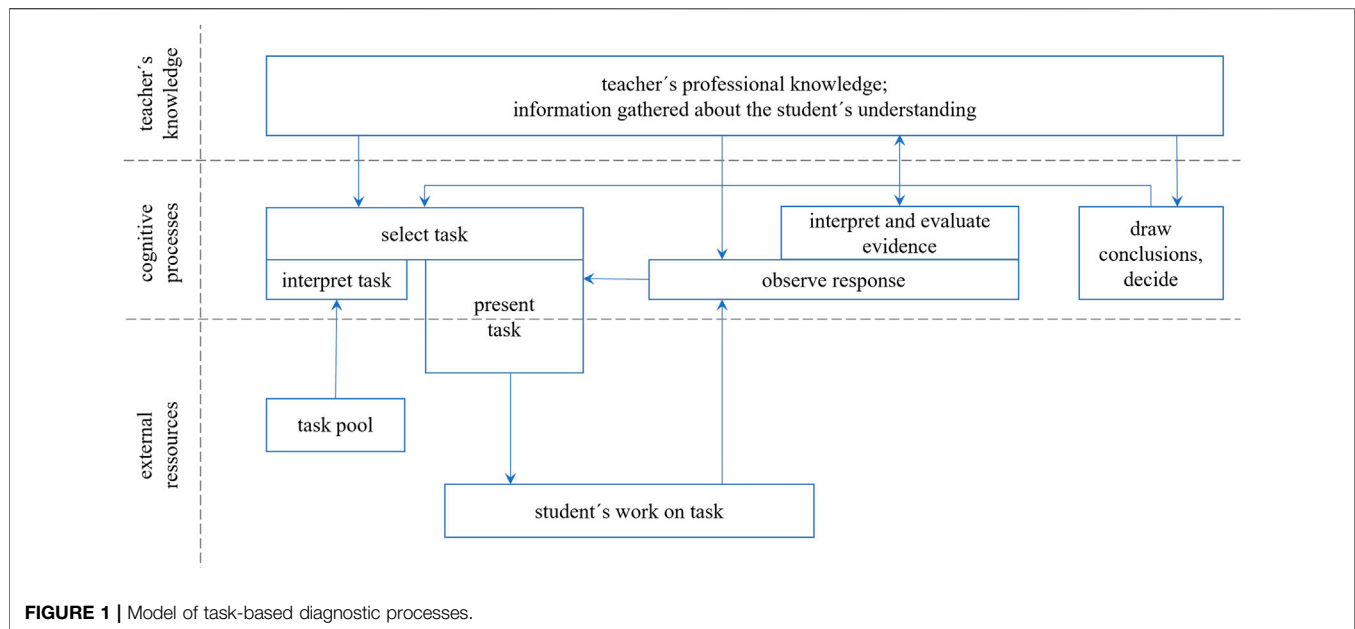 teacher´s
knowledge
teacher´s professional knowledge;
information gathered about the student´s understanding
cognitive
processes
select task
interpret task
present
task
interpret and evaluate
evidence
observe response
draw
conclusions,
decide
external
ressources
task pool
student´s work on task
FIGURE 1 | Model of task-based diagnostic processes.